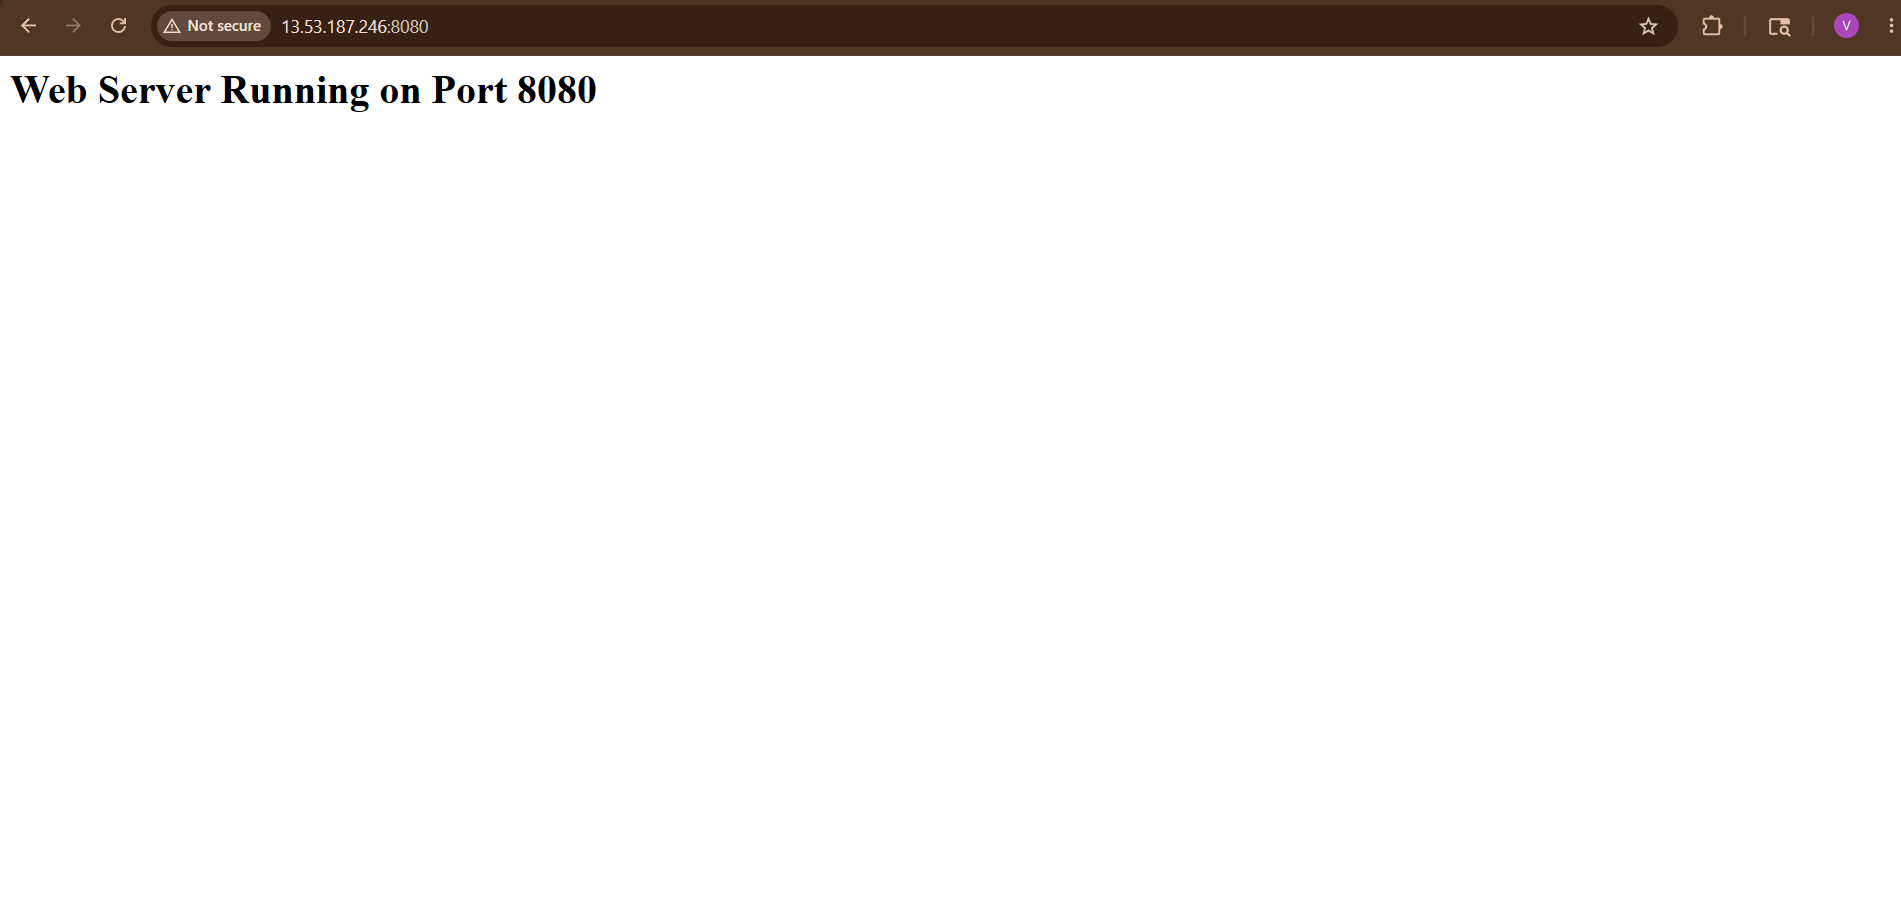 Not secure 13.53.187.246:8080
V
Web Server Running on Port 8080